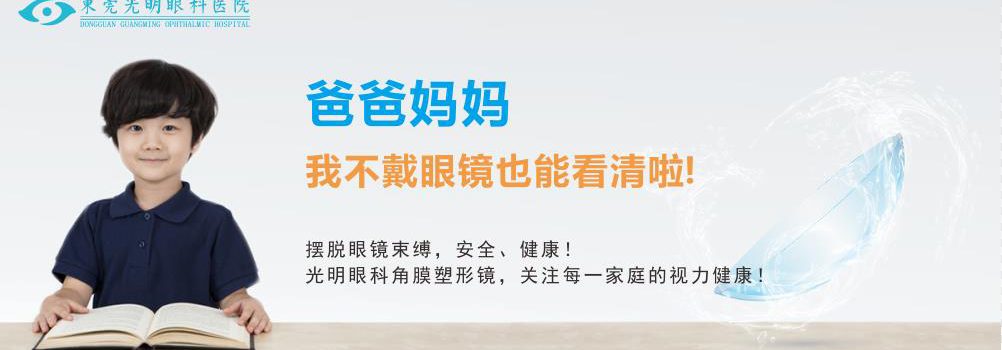 東莞光明眼科医院
DONGGUAN GUANGMING OPHTHALMIC HOSPITAL
爸爸妈妈
我不戴眼镜也能看清啦!
摆脱眼镜束缚，安全、健康！
光明眼科角膜塑形镜，关注每一家庭的视力健康！